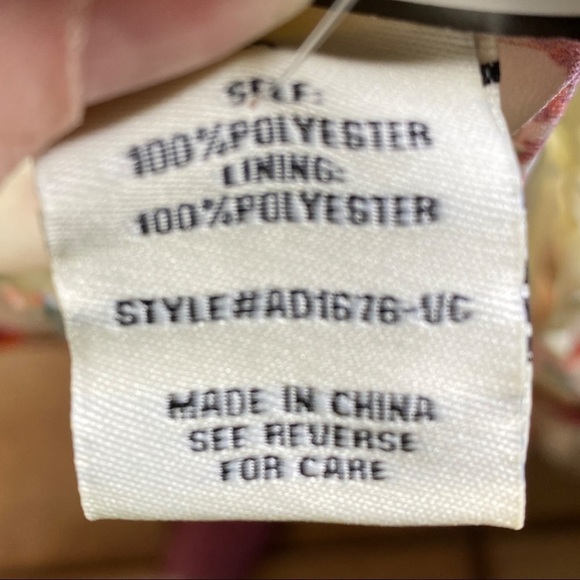 SELF:
100%POLYESTER
LINING:
100%POLYESTER
STYLE#AD1676-UG
MADE IN CHINA
SEE REVERSE
FOR CARE